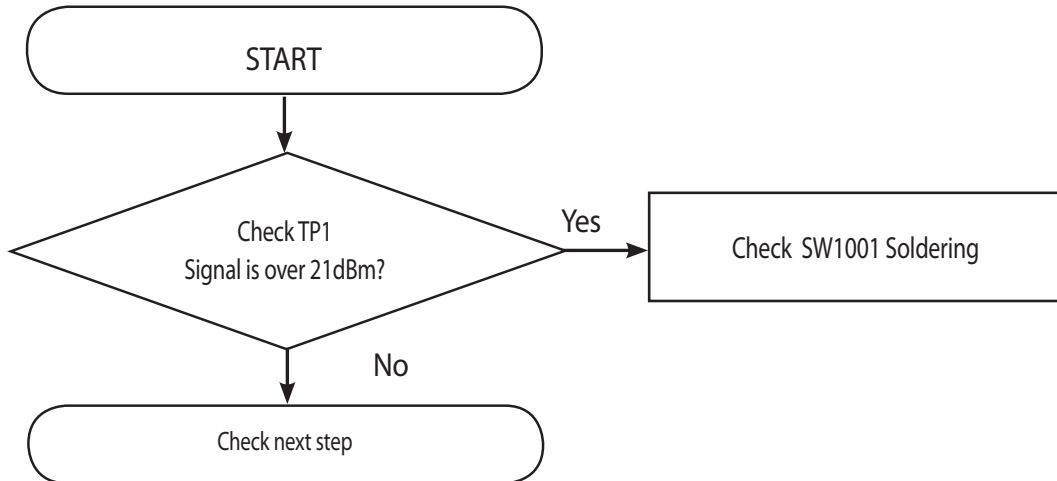 START
Check TP1
Signal is over 21dBm?
Yes
Check SW1001 Soldering
No
Check next step